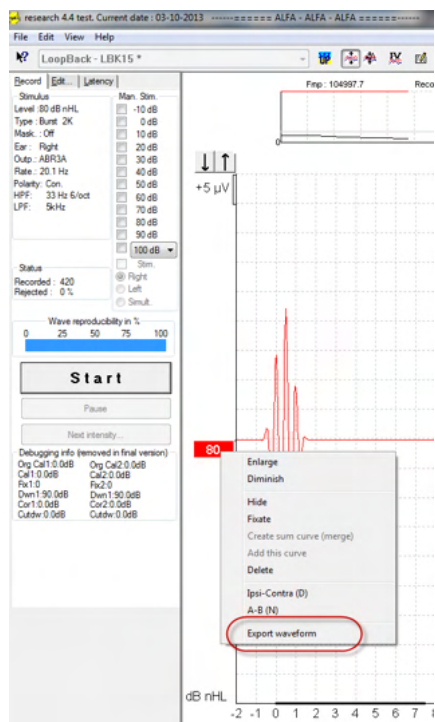 research 4.4 test. Current date : 03-10-2013 ------====== ALFA - ALFA - ALFA ======------
File Edit View Help
LoopBack - LBK15 *
Record Edit... Latency
Stimulus
Level :80 dB nHL
Type : Burst 2K
Mask. : Off
Ear : Right
Outp.: ABR3A
Rate : 20.1 Hz
Polarity: Con.
HPF: 33 Hz 6/oct
LPF: 5kHz
Man. Stim.
-10 dB
0 dB
10 dB
20 dB
30 dB
40 dB
50 dB
60 dB
70 dB
80 dB
90 dB
100 dB
Stim.
Right
Left
Simult.
Status
Recorded : 420
Rejected : 0 %
Wave reproducibility in %
0 25 50 75 100
Start
Pause
Next intensity...
Debugging info (removed in final version)
Org Cal1:0.0dB Org Cal2:0.0dB
Cal1:0.0dB Cal2:0.0dB
Fix1:0 Fix2:0
Dwn1:90.0dB Dwn1:90.0dB
Cor1:0.0dB Cor2:0.0dB
Cutdw:0.0dB Cutdw:0.0dB
Fmp : 104997.7 Reco
0
+5 µV
80
Enlarge
Diminish
Hide
Fixate
Create sum curve (merge)
Add this curve
Delete
Ipsi-Contra (D)
A-B (N)
Export waveform
dB nHL
-2 -1 0 1 2 3 4 5 6 7 8